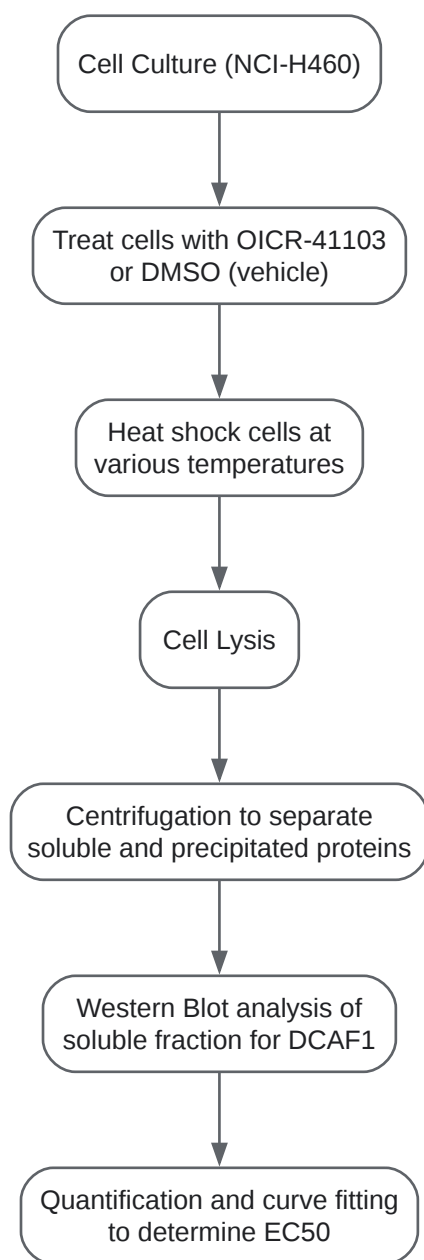 Cell Culture (NCI-H460)
Treat cells with OICR-41103
or DMSO (vehicle)
Heat shock cells at
various temperatures
Cell Lysis
Centrifugation to separate
soluble and precipitated proteins
Western Blot analysis of
soluble fraction for DCAF1
Quantification and curve fitting
to determine EC50